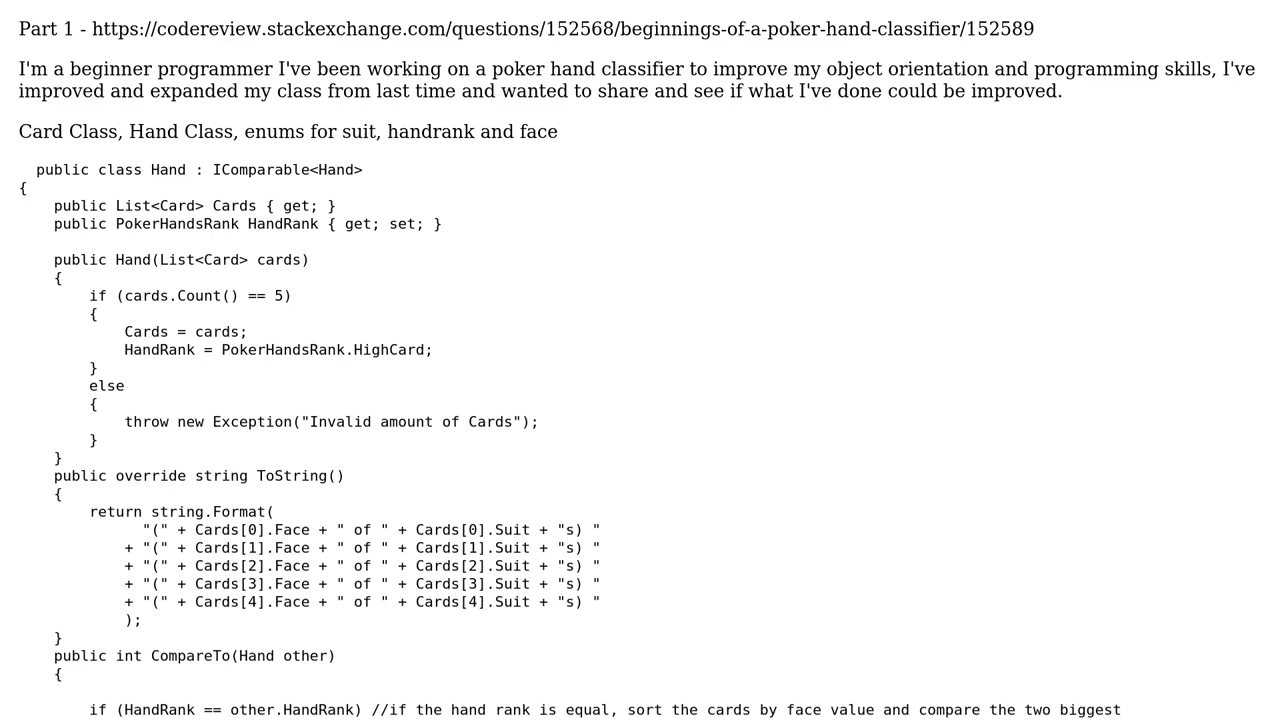 Part 1 - https://codereview.stackexchange.com/questions/152568/beginnings-of-a-poker-hand-classifier/152589
I'm a beginner programmer I've been working on a poker hand classifier to improve my object orientation and programming skills, I've
improved and expanded my class from last time and wanted to share and see if what I've done could be improved.
Card Class, Hand Class, enums for suit, handrank and face
  public class Hand : IComparable<Hand>
{
    public List<Card> Cards { get; }
    public PokerHandsRank HandRank { get; set; }

    public Hand(List<Card> cards)
    {
        if (cards.Count() == 5)
        {
            Cards = cards;
            HandRank = PokerHandsRank.HighCard;
        }
        else
        {
            throw new Exception("Invalid amount of Cards");
        }
    }
    public override string ToString()
    {
        return string.Format(
              "(" + Cards[0].Face + " of " + Cards[0].Suit + "s) "
            + "(" + Cards[1].Face + " of " + Cards[1].Suit + "s) "
            + "(" + Cards[2].Face + " of " + Cards[2].Suit + "s) "
            + "(" + Cards[3].Face + " of " + Cards[3].Suit + "s) "
            + "(" + Cards[4].Face + " of " + Cards[4].Suit + "s) "
            );
    }
    public int CompareTo(Hand other)
    {

        if (HandRank == other.HandRank) //if the hand rank is equal, sort the cards by face value and compare the two biggest